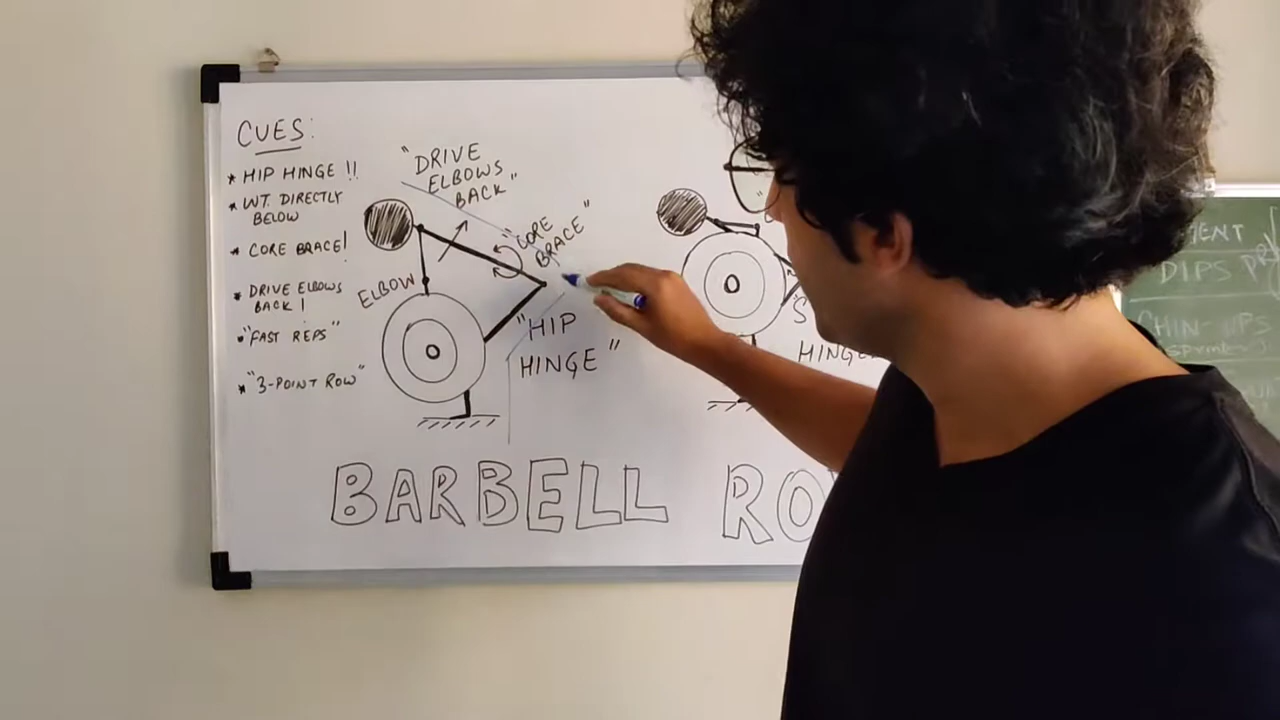 CUES:
* HIP HINGE !!
* WT. DIRECTLY
BELOW
* CORE BRACE!
* DRIVE ELBOWS
BACK!
* "FAST REPS"
* "3-POINT ROW"
"DRIVE
ELBOWS
BACK"
"CORE
BRACE"
ELBOW
"HIP
HINGE"
HINGE
BARBELL RO
DIPS
CHIN-UPS